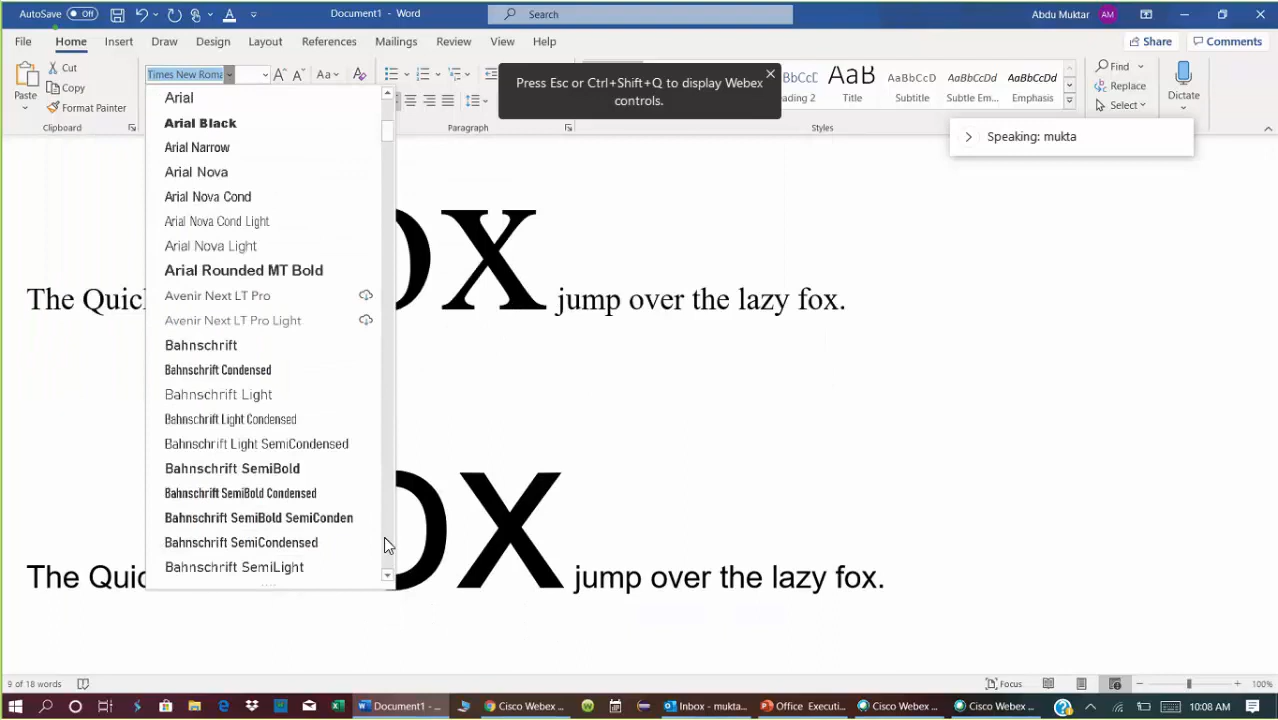 AutoSave Off Document1 - Word Search Abdu Muktar AM
File Home Insert Draw Design Layout References Mailings Review View Help Share Comments
Paste
Cut
Copy
Format Painter
Clipboard
Times New Roma
Aa
Paragraph
BbCcD AaB AaBbCcD AaBbCcDd AaBbCcDd
eading 2 Title Subtitle Subtle Em... Emphasis
Styles
Find
Replace
Select
Dictate
Press Esc or Ctrl+Shift+Q to display Webex
controls.
Speaking: mukta
Arial
Arial Black
Arial Narrow
Arial Nova
Arial Nova Cond
Arial Nova Cond Light
Arial Nova Light
Arial Rounded MT Bold
Avenir Next LT Pro
Avenir Next LT Pro Light
Bahnschrift
Bahnschrift Condensed
Bahnschrift Light
Bahnschrift Light Condensed
Bahnschrift Light SemiCondensed
Bahnschrift SemiBold
Bahnschrift SemiBold Condensed
Bahnschrift SemiBold SemiConden
Bahnschrift SemiCondensed
Bahnschrift SemiLight
The Quick ox jump over the lazy fox.
The Quic ox jump over the lazy fox.
9 of 18 words Focus 100%
Document1 - ... Cisco Webex ... Inbox - mukta... Office Executi... Cisco Webex ... Cisco Webex ... 10:08 AM